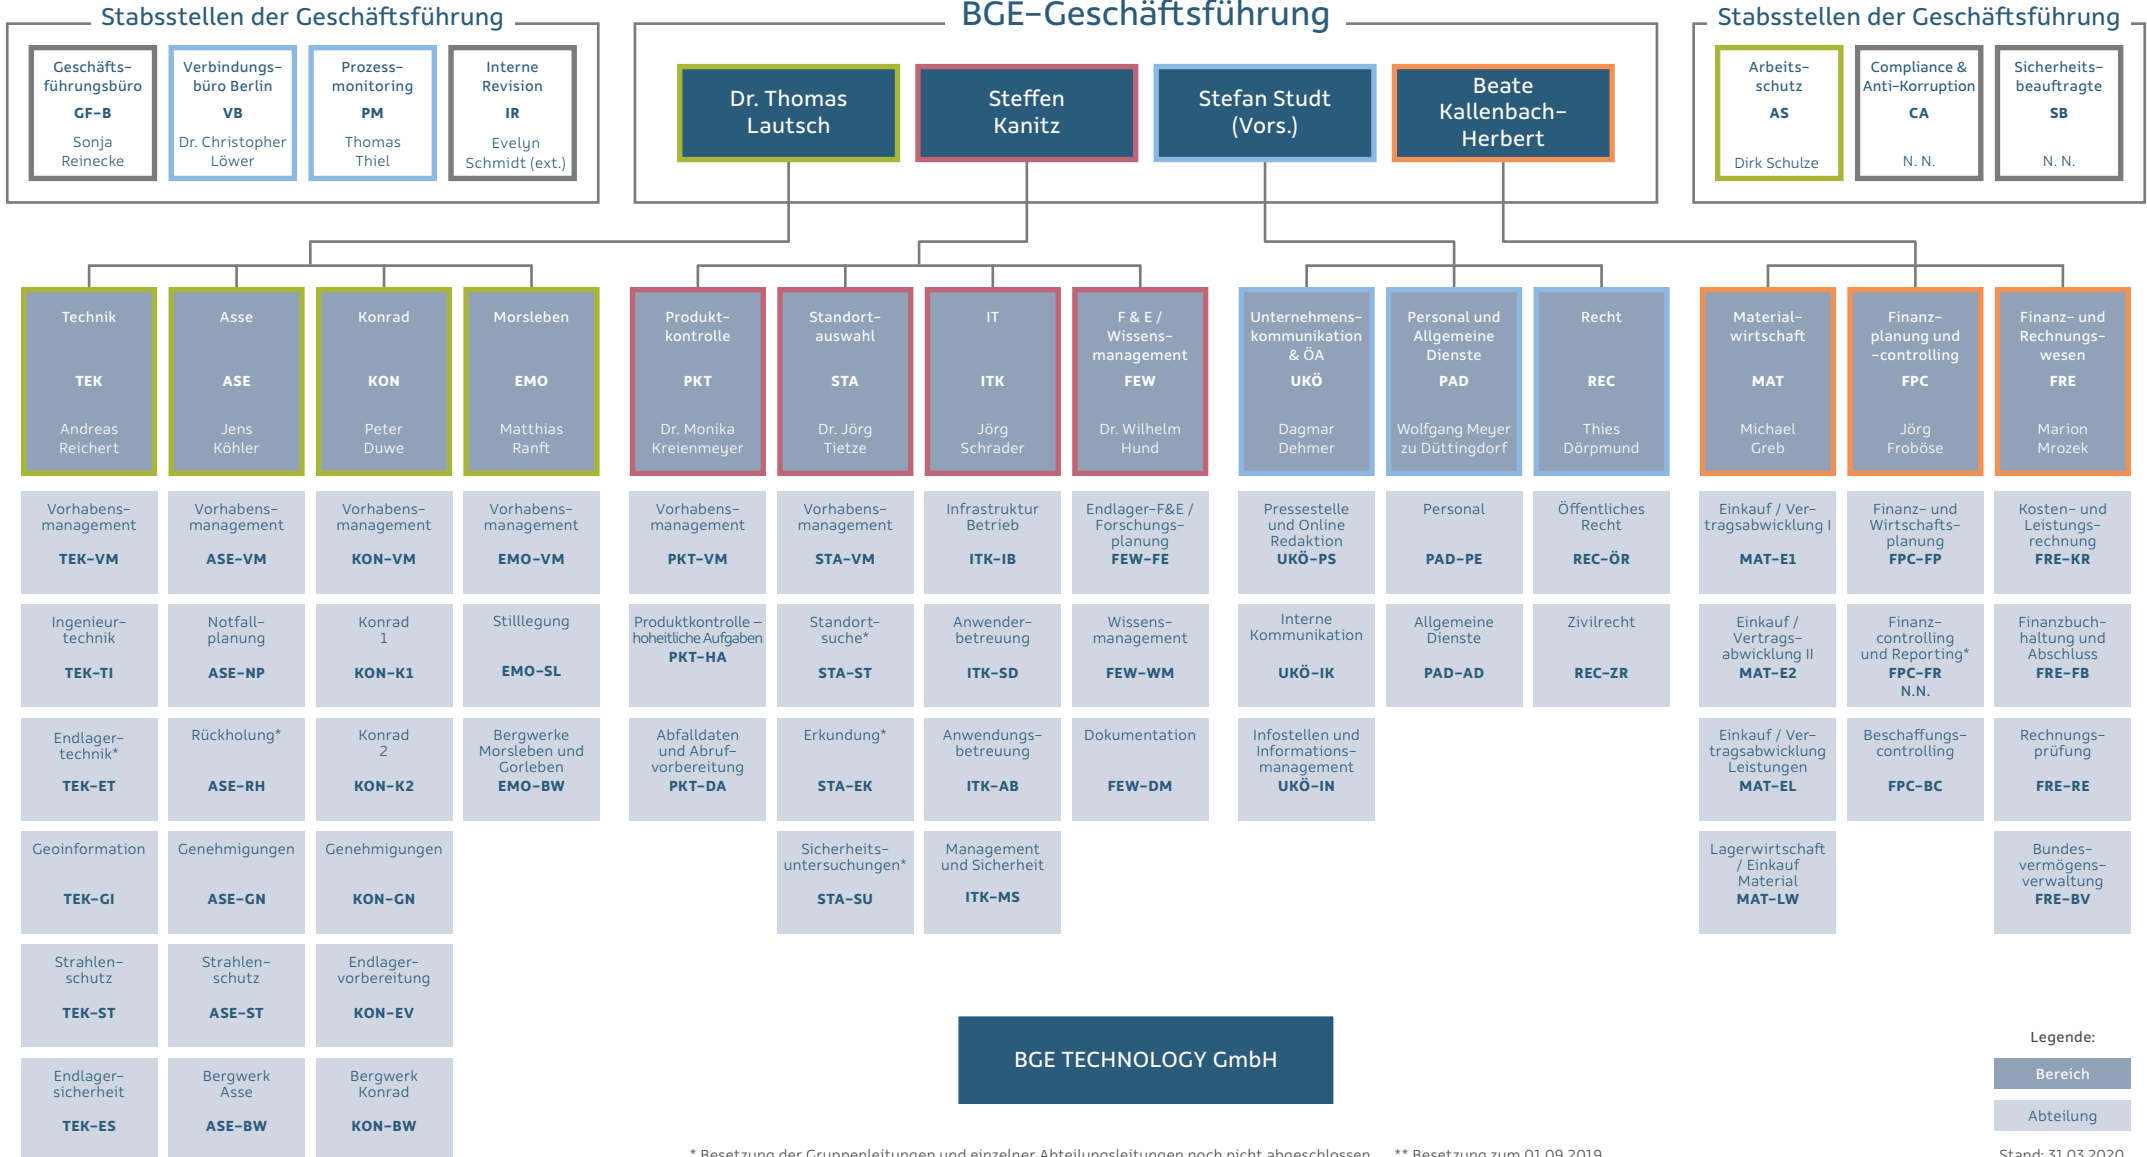 Stabsstellen der Geschäftsführung
Geschäfts-
führungsbüro
GF-B
Sonja
Reinecke
Verbindungs-
büro Berlin
VB
Dr. Christopher
Löwer
Prozess-
monitoring
PM
Thomas
Thiel
Interne
Revision
IR
Evelyn
Schmidt (ext.)
BGE-Geschäftsführung
Dr. Thomas
Lautsch
Steffen
Kanitz
Stefan Studt
(Vors.)
Beate
Kallenbach-
Herbert
Stabsstellen der Geschäftsführung
Arbeits-
schutz
AS
Dirk Schulze
Compliance &
Anti-Korruption
CA
N. N.
Sicherheits-
beauftragte
SB
N. N.
Technik
TEK
Andreas
Reichert
Asse
ASE
Jens
Köhler
Konrad
KON
Peter
Duwe
Morsleben
EMO
Matthias
Ranft
Produkt-
kontrolle
PKT
Dr. Monika
Kreienmeyer
Standort-
auswahl
STA
Dr. Jörg
Tietze
IT
ITK
Jörg
Schrader
F & E /
Wissens-
management
FEW
Dr. Wilhelm
Hund
Unternehmens-
kommunikation
& ÖA
UKÖ
Dagmar
Dehmer
Personal und
Allgemeine
Dienste
PAD
Wolfgang Meyer
zu Düttingdorf
Recht
REC
Thies
Dörpmund
Material-
wirtschaft
MAT
Michael
Greb
Finanz-
planung und
-controlling
FPC
Jörg
Froböse
Finanz- und
Rechnungs-
wesen
FRE
Marion
Mrozek
Vorhabens-
management
TEK-VM
Vorhabens-
management
ASE-VM
Vorhabens-
management
KON-VM
Vorhabens-
management
EMO-VM
Vorhabens-
management
PKT-VM
Vorhabens-
management
STA-VM
Infrastruktur
Betrieb
ITK-IB
Endlager-F&E /
Forschungs-
planung
FEW-FE
Pressestelle
und Online
Redaktion
UKÖ-PS
Personal
PAD-PE
Öffentliches
Recht
REC-ÖR
Einkauf / Ver-
tragsabwicklung I
MAT-E1
Finanz- und
Wirtschafts-
planung
FPC-FP
Kosten- und
Leistungs-
rechnung
FRE-KR
Ingenieur-
technik
TEK-TI
Notfall-
planung
ASE-NP
Konrad
1
KON-K1
Stilllegung
EMO-SL
Produktkontrolle –
hoheitliche Aufgaben
PKT-HA
Standort-
suche*
STA-ST
Anwender-
betreuung
ITK-SD
Wissens-
management
FEW-WM
Interne
Kommunikation
UKÖ-IK
Allgemeine
Dienste
PAD-AD
Zivilrecht
REC-ZR
Einkauf /
Vertrags-
abwicklung II
MAT-E2
Finanz-
controlling
und Reporting*
FPC-FR
N.N.
Finanzbuch-
haltung und
Abschluss
FRE-FB
Endlager-
technik*
TEK-ET
Rückholung*
ASE-RH
Konrad
2
KON-K2
Bergwerke
Morsleben und
Gorleben
EMO-BW
Abfalldaten
und Abruf-
vorbereitung
PKT-DA
Erkundung*
STA-EK
Anwendungs-
betreuung
ITK-AB
Dokumentation
FEW-DM
Infostellen und
Informations-
management
UKÖ-IN
Einkauf / Ver-
tragsabwicklung
Leistungen
MAT-EL
Beschaffungs-
controlling
FPC-BC
Rechnungs-
prüfung
FRE-RE
Geoinformation
TEK-GI
Genehmigungen
ASE-GN
Genehmigungen
KON-GN
Sicherheits-
untersuchungen*
STA-SU
Management
und Sicherheit
ITK-MS
Lagerwirtschaft
/ Einkauf
Material
MAT-LW
Bundes-
vermögens-
verwaltung
FRE-BV
Strahlen-
schutz
TEK-ST
Strahlen-
schutz
ASE-ST
Endlager-
vorbereitung
KON-EV
Endlager-
sicherheit
TEK-ES
Bergwerk
Asse
ASE-BW
Bergwerk
Konrad
KON-BW
BGE TECHNOLOGY GmbH
Legende:
Bereich
Abteilung
* Besetzung der Gruppenleitungen und einzelner Abteilungsleitungen noch nicht abgeschlossen ** Besetzung zum 01.09.2019
Stand: 31.03.2020